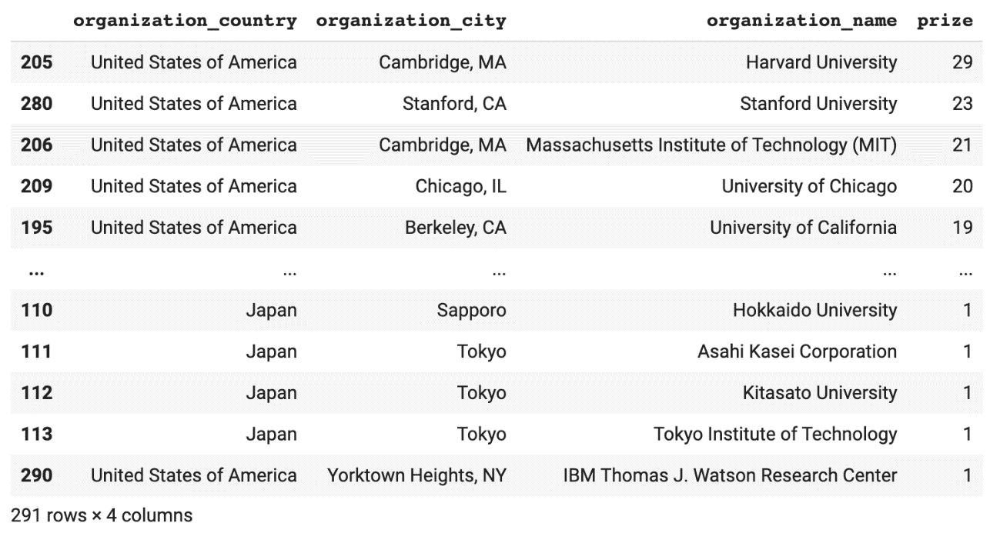 organization_country organization_city organization_name prize
205 United States of America Cambridge, MA Harvard University 29
280 United States of America Stanford, CA Stanford University 23
206 United States of America Cambridge, MA Massachusetts Institute of Technology (MIT) 21
209 United States of America Chicago, IL University of Chicago 20
195 United States of America Berkeley, CA University of California 19
... ... ... ... ...
110 Japan Sapporo Hokkaido University 1
111 Japan Tokyo Asahi Kasei Corporation 1
112 Japan Tokyo Kitasato University 1
113 Japan Tokyo Tokyo Institute of Technology 1
290 United States of America Yorktown Heights, NY IBM Thomas J. Watson Research Center 1
291 rows × 4 columns